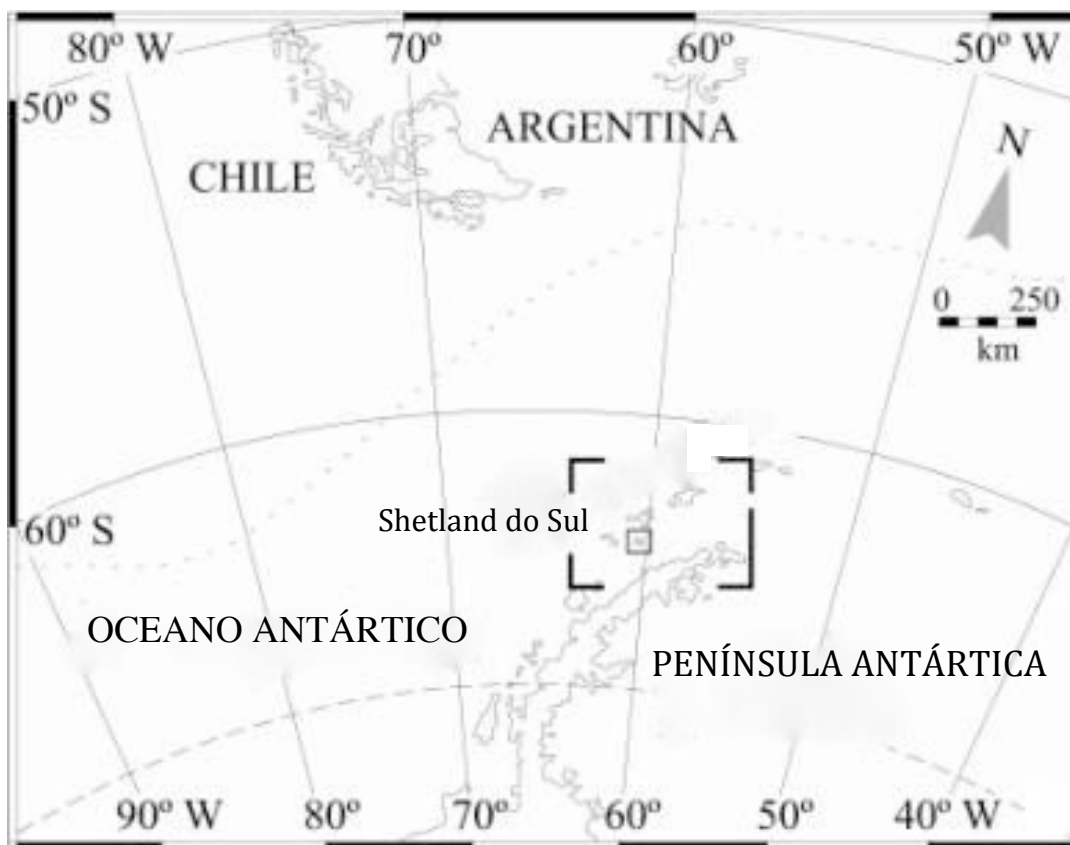 80º W 70º 60º 50º W
50º S
ARGENTINA
N
CHILE
0 250
km
Shetland do Sul
60º S
OCEANO ANTÁRTICO
PENÍNSULA ANTÁRTICA
90º W 80º 70º 60º 50º 40º W